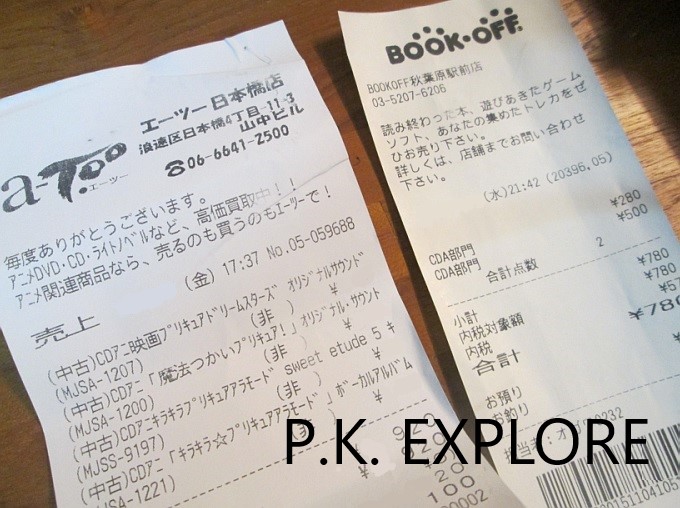 a-Too
エーツー
エーツー日本橋店
浪速区日本橋4丁目-11-3
山中ビル
☎06-6641-2500
毎度ありがとうございます。
アニメDVD・CD・ライトノベルなど、高価買取中！！
アニメ関連商品なら、売るのも買うのもエーツーで！
(金) 17:37 No.05-059688
売上
(中古)CDアニ映画プリキュアドリームスターズ オリジナルサウンド
(MJSA-1207) (非 ) ¥
(中古)CDアニ「魔法つかいプリキュア!」オリジナル・サウント
(MJSA-1200) (非 ) ¥
(中古)CDアニキラキラプリキュアアラモード sweet etude 5 キ
(MJSS-9197) (非 ) ¥
(中古)CDアニ「キラキラ☆プリキュアアラモード」ボーカルアルバム
(非 ) ¥
100
BOOK-OFF
BOOKOFF秋葉原駅前店
03-5207-6206
読み終わった本、遊びあきたゲーム
ソフト、あなたの集めたトレカをぜ
ひお売り下さい。
詳しくは、店舗までお問い合わせ
下さい。
(水)21:42 (20396,05)
CDA部門 ¥280
CDA部門 ¥500
合計点数 2
小計 ¥780
内税対象額 ¥780
内税
合計 ¥780
お預り
お釣り
P.K. EXPLORE